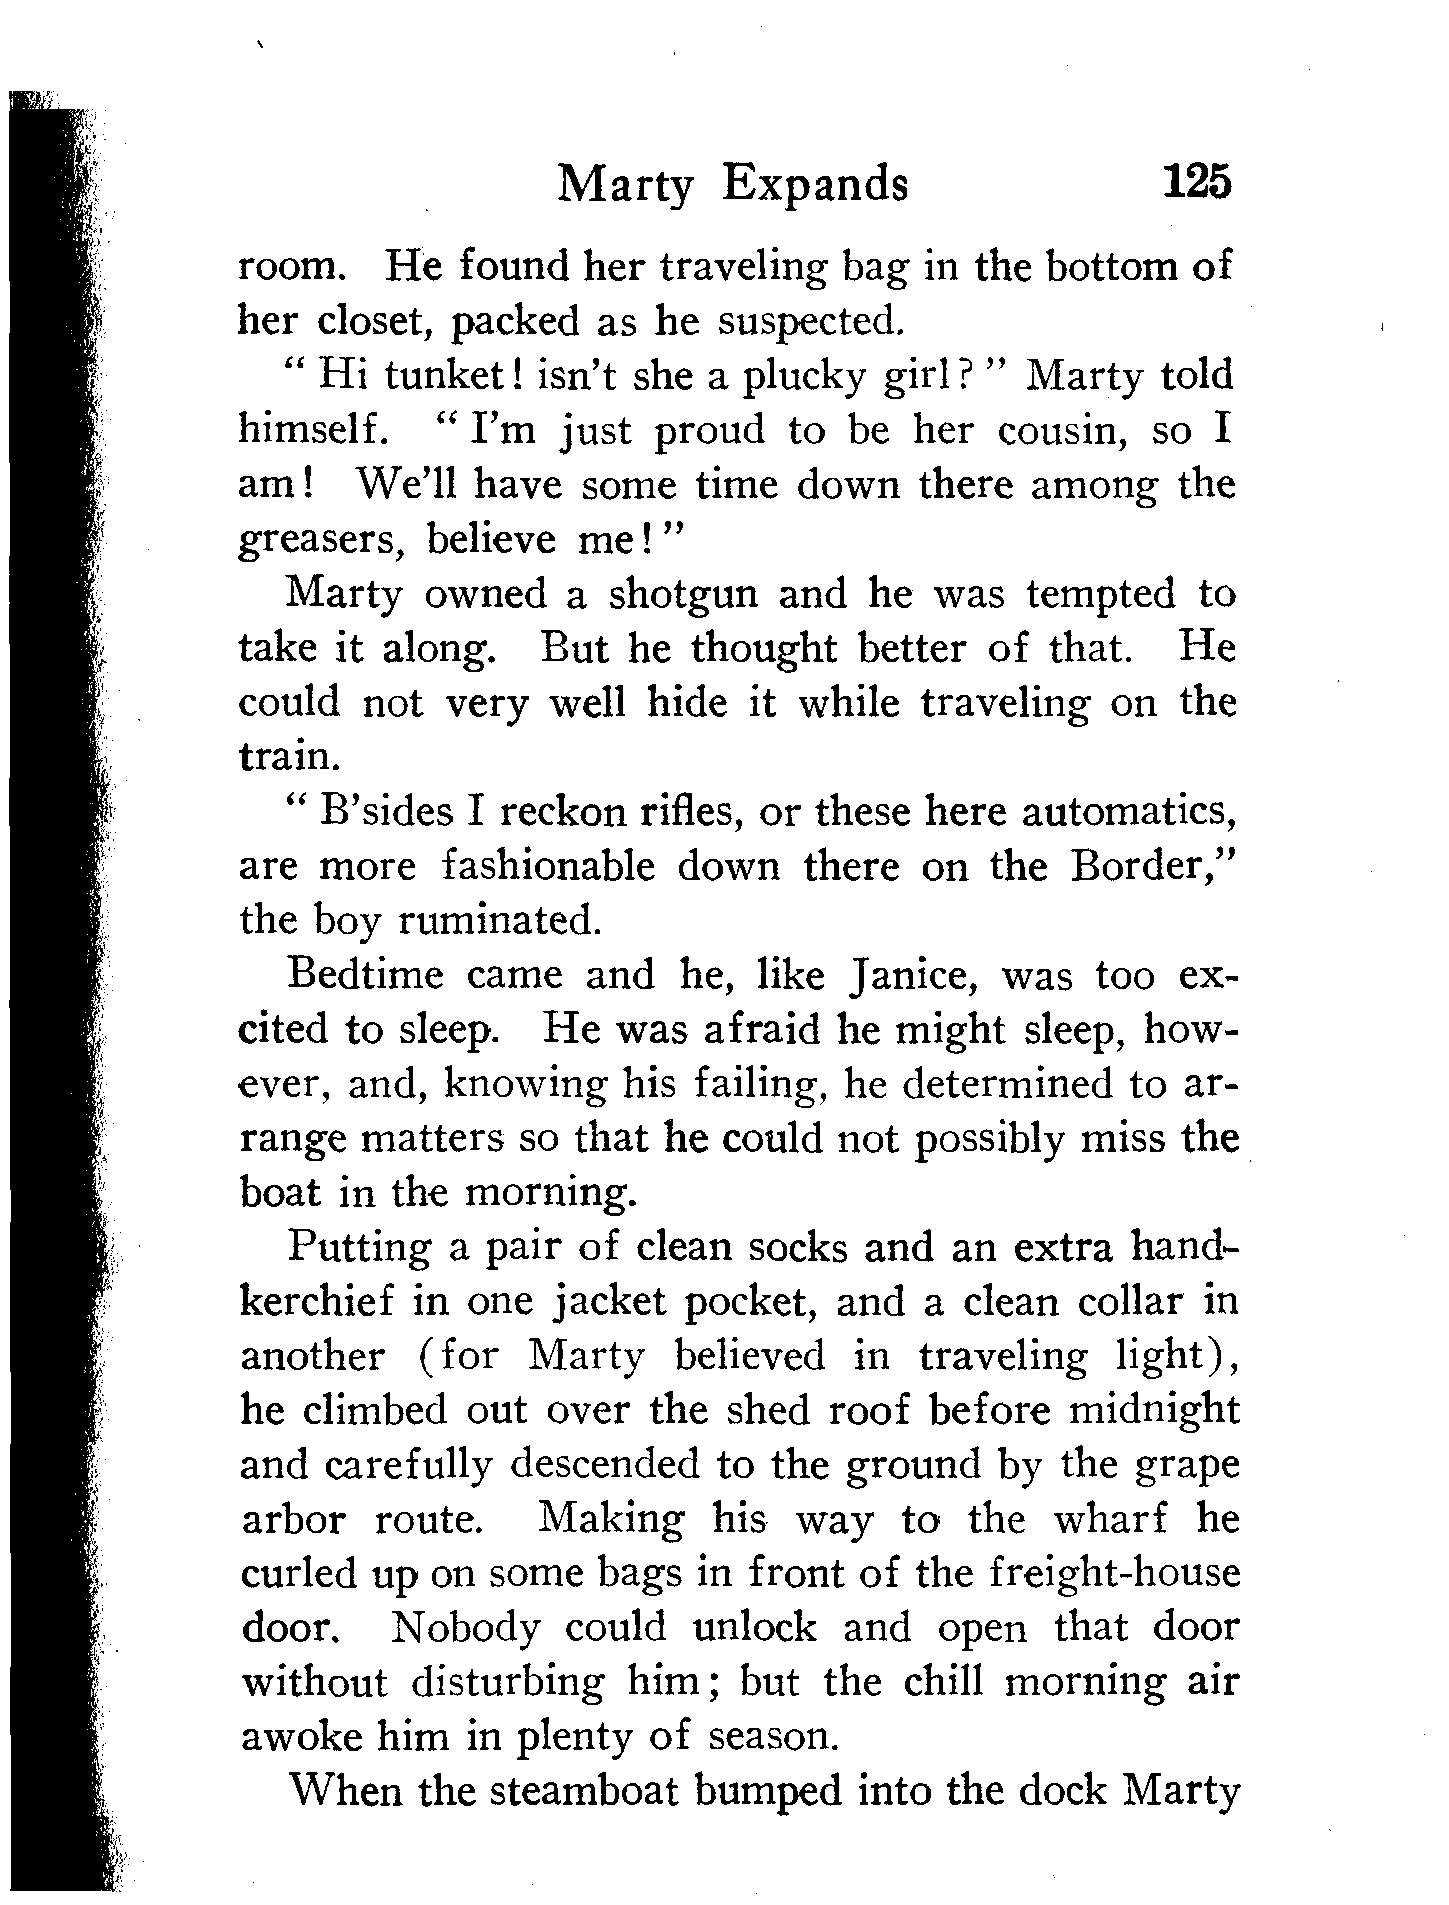 Marty Expands 125
room. He found her traveling bag in the bottom of
her closet, packed as he suspected.
“ Hi tunket! isn’t she a plucky girl? ” Marty told
himself. “ I’m just proud to be her cousin, so I
am! We’ll have some time down there among the
greasers, believe me! ”
Marty owned a shotgun and he was tempted to
take it along. But he thought better of that. He
could not very well hide it while traveling on the
train.
“ B’sides I reckon rifles, or these here automatics,
are more fashionable down there on the Border,”
the boy ruminated.
Bedtime came and he, like Janice, was too ex-
cited to sleep. He was afraid he might sleep, how-
ever, and, knowing his failing, he determined to ar-
range matters so that he could not possibly miss the
boat in the morning.
Putting a pair of clean socks and an extra hand-
kerchief in one jacket pocket, and a clean collar in
another (for Marty believed in traveling light),
he climbed out over the shed roof before midnight
and carefully descended to the ground by the grape
arbor route. Making his way to the wharf he
curled up on some bags in front of the freight-house
door. Nobody could unlock and open that door
without disturbing him; but the chill morning air
awoke him in plenty of season.
When the steamboat bumped into the dock Marty